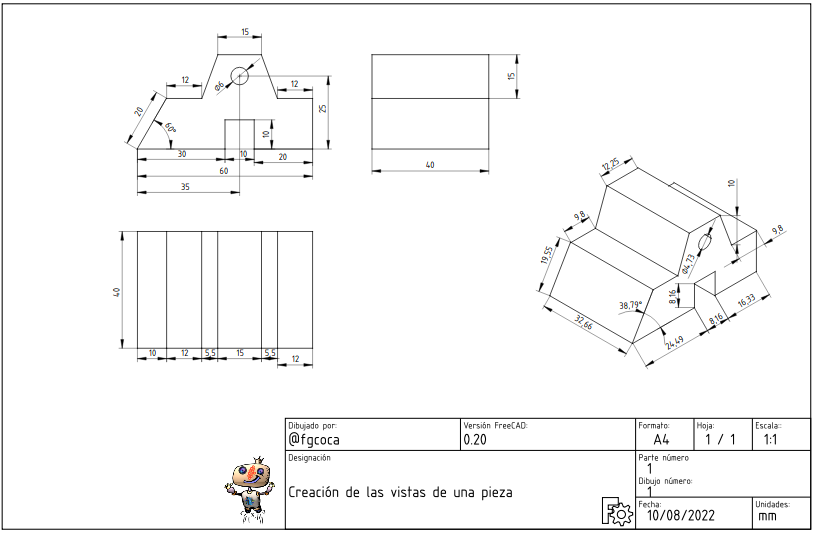 15
12
12
Ø6
20
60°
25
10
30
10
20
60
35
15
40
40
10
12
5,5
15
5,5
12
12,25
10
9,8
9,8
19,55
Ø4,73
8,16
38,79°
16,33
32,66
8,16
24,49
Dibujado por:
@fgcoca
Versión FreeCAD:
0.20
Formato:
A4
Hoja:
1 / 1
Escala:
1:1
Designación
Creación de las vistas de una pieza
Parte número
1
Dibujo número:
1
Fecha:
10/08/2022
Unidades:
mm